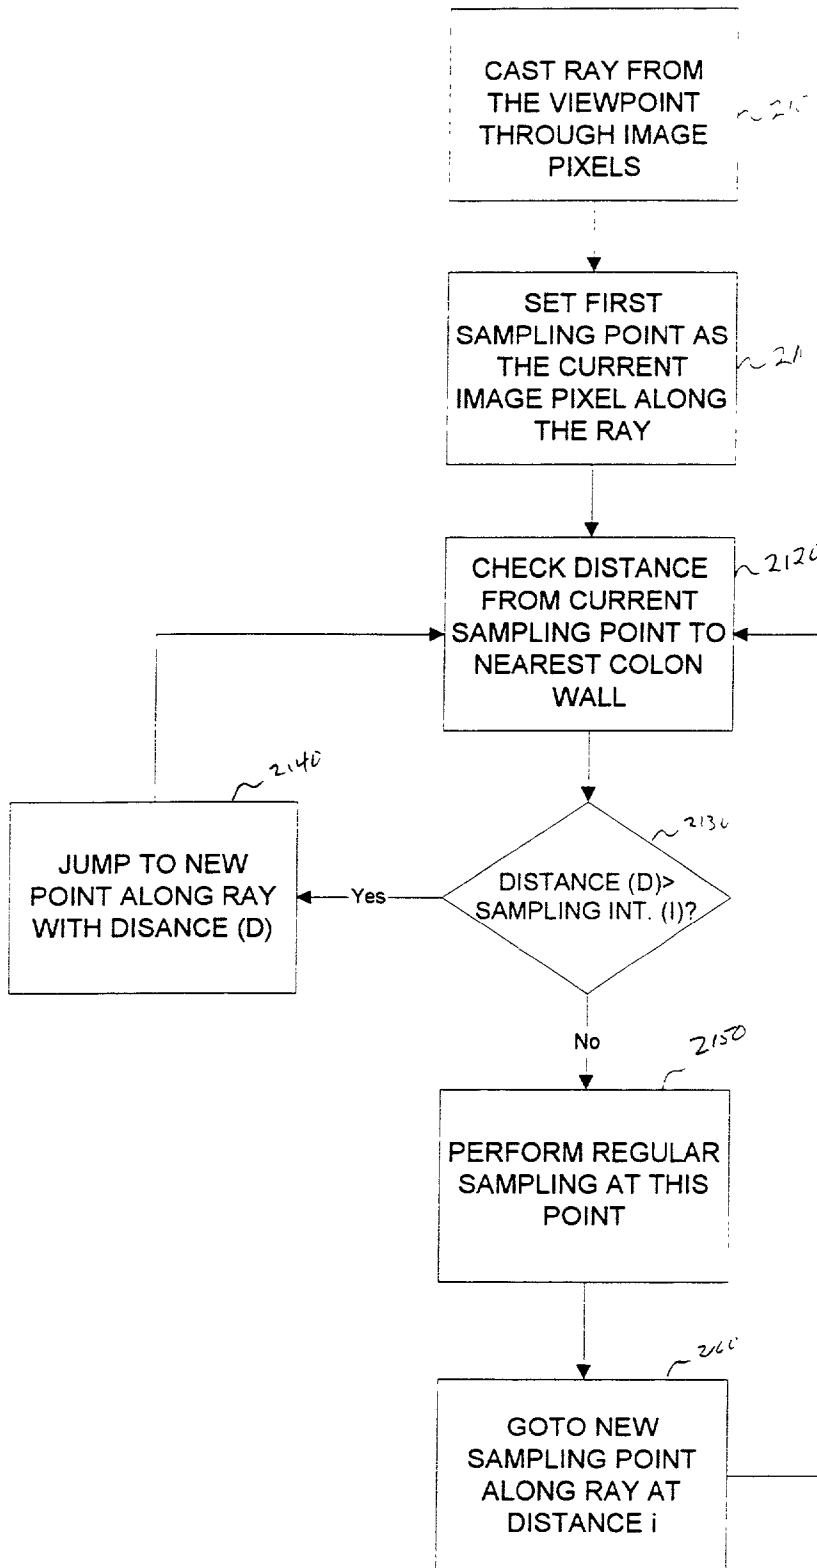 CAST RAY FROM
THE VIEWPOINT
THROUGH IMAGE
PIXELS
SET FIRST
SAMPLING POINT AS
THE CURRENT
IMAGE PIXEL ALONG
THE RAY
CHECK DISTANCE
FROM CURRENT
SAMPLING POINT TO
NEAREST COLON
WALL
2120
2140
JUMP TO NEW
POINT ALONG RAY
WITH DISANCE (D)
Yes
2130
DISTANCE (D)>
SAMPLING INT. (I)?
No
2150
PERFORM REGULAR
SAMPLING AT THIS
POINT
GOTO NEW
SAMPLING POINT
ALONG RAY AT
DISTANCE i